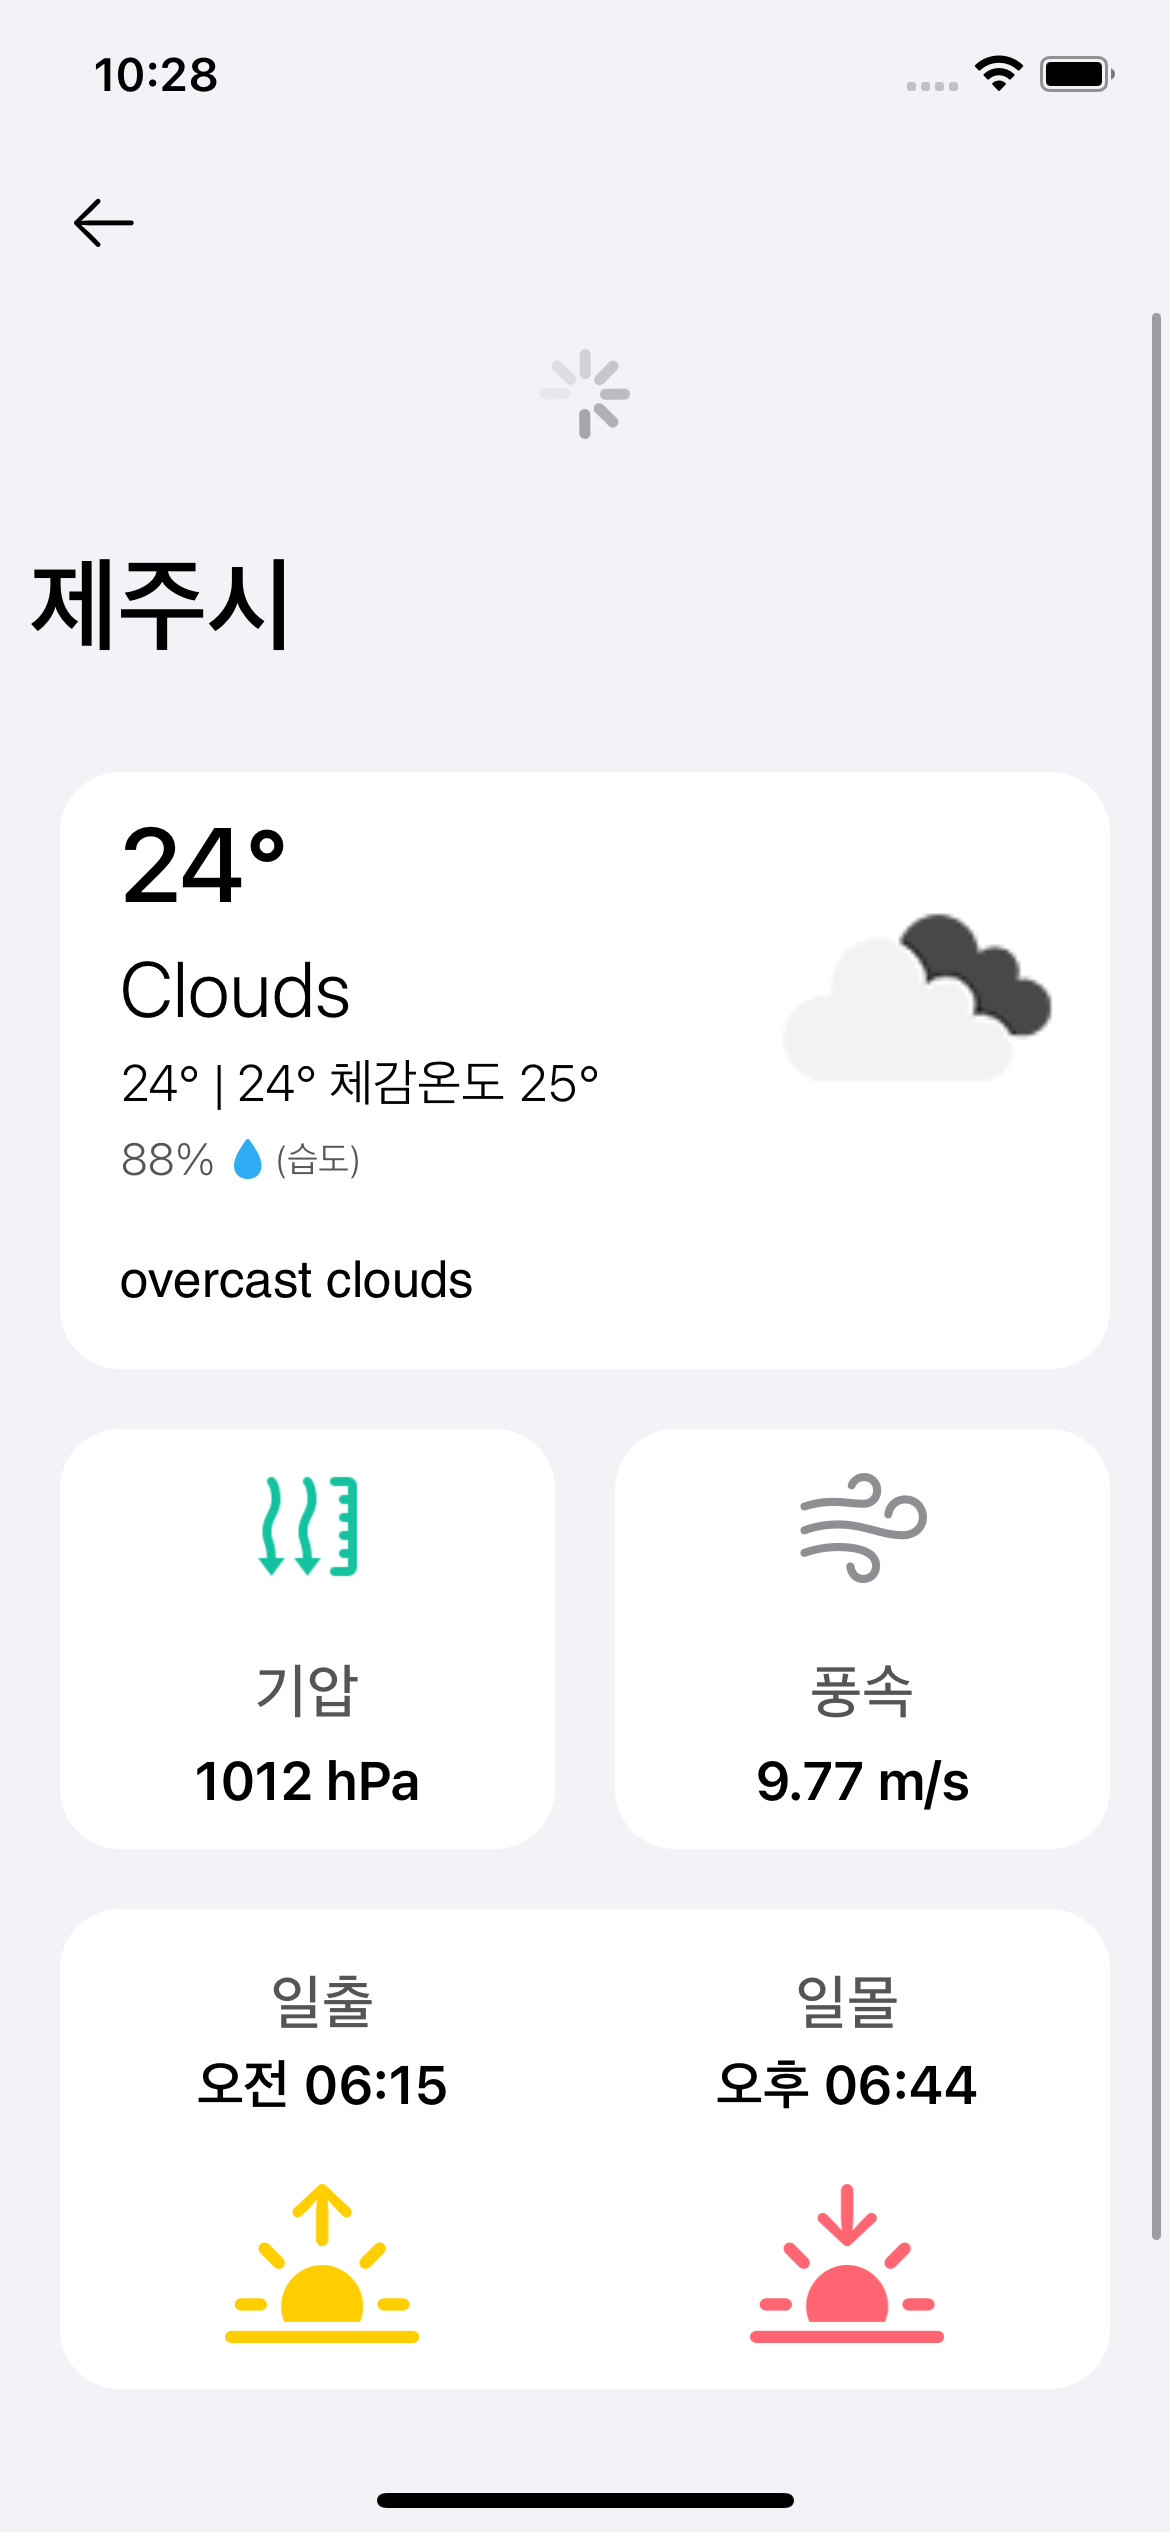 10:28
제주시
24°
Clouds
24° | 24° 체감온도 25°
88% (습도)
overcast clouds
기압
1012 hPa
풍속
9.77 m/s
일출
오전 06:15
일몰
오후 06:44